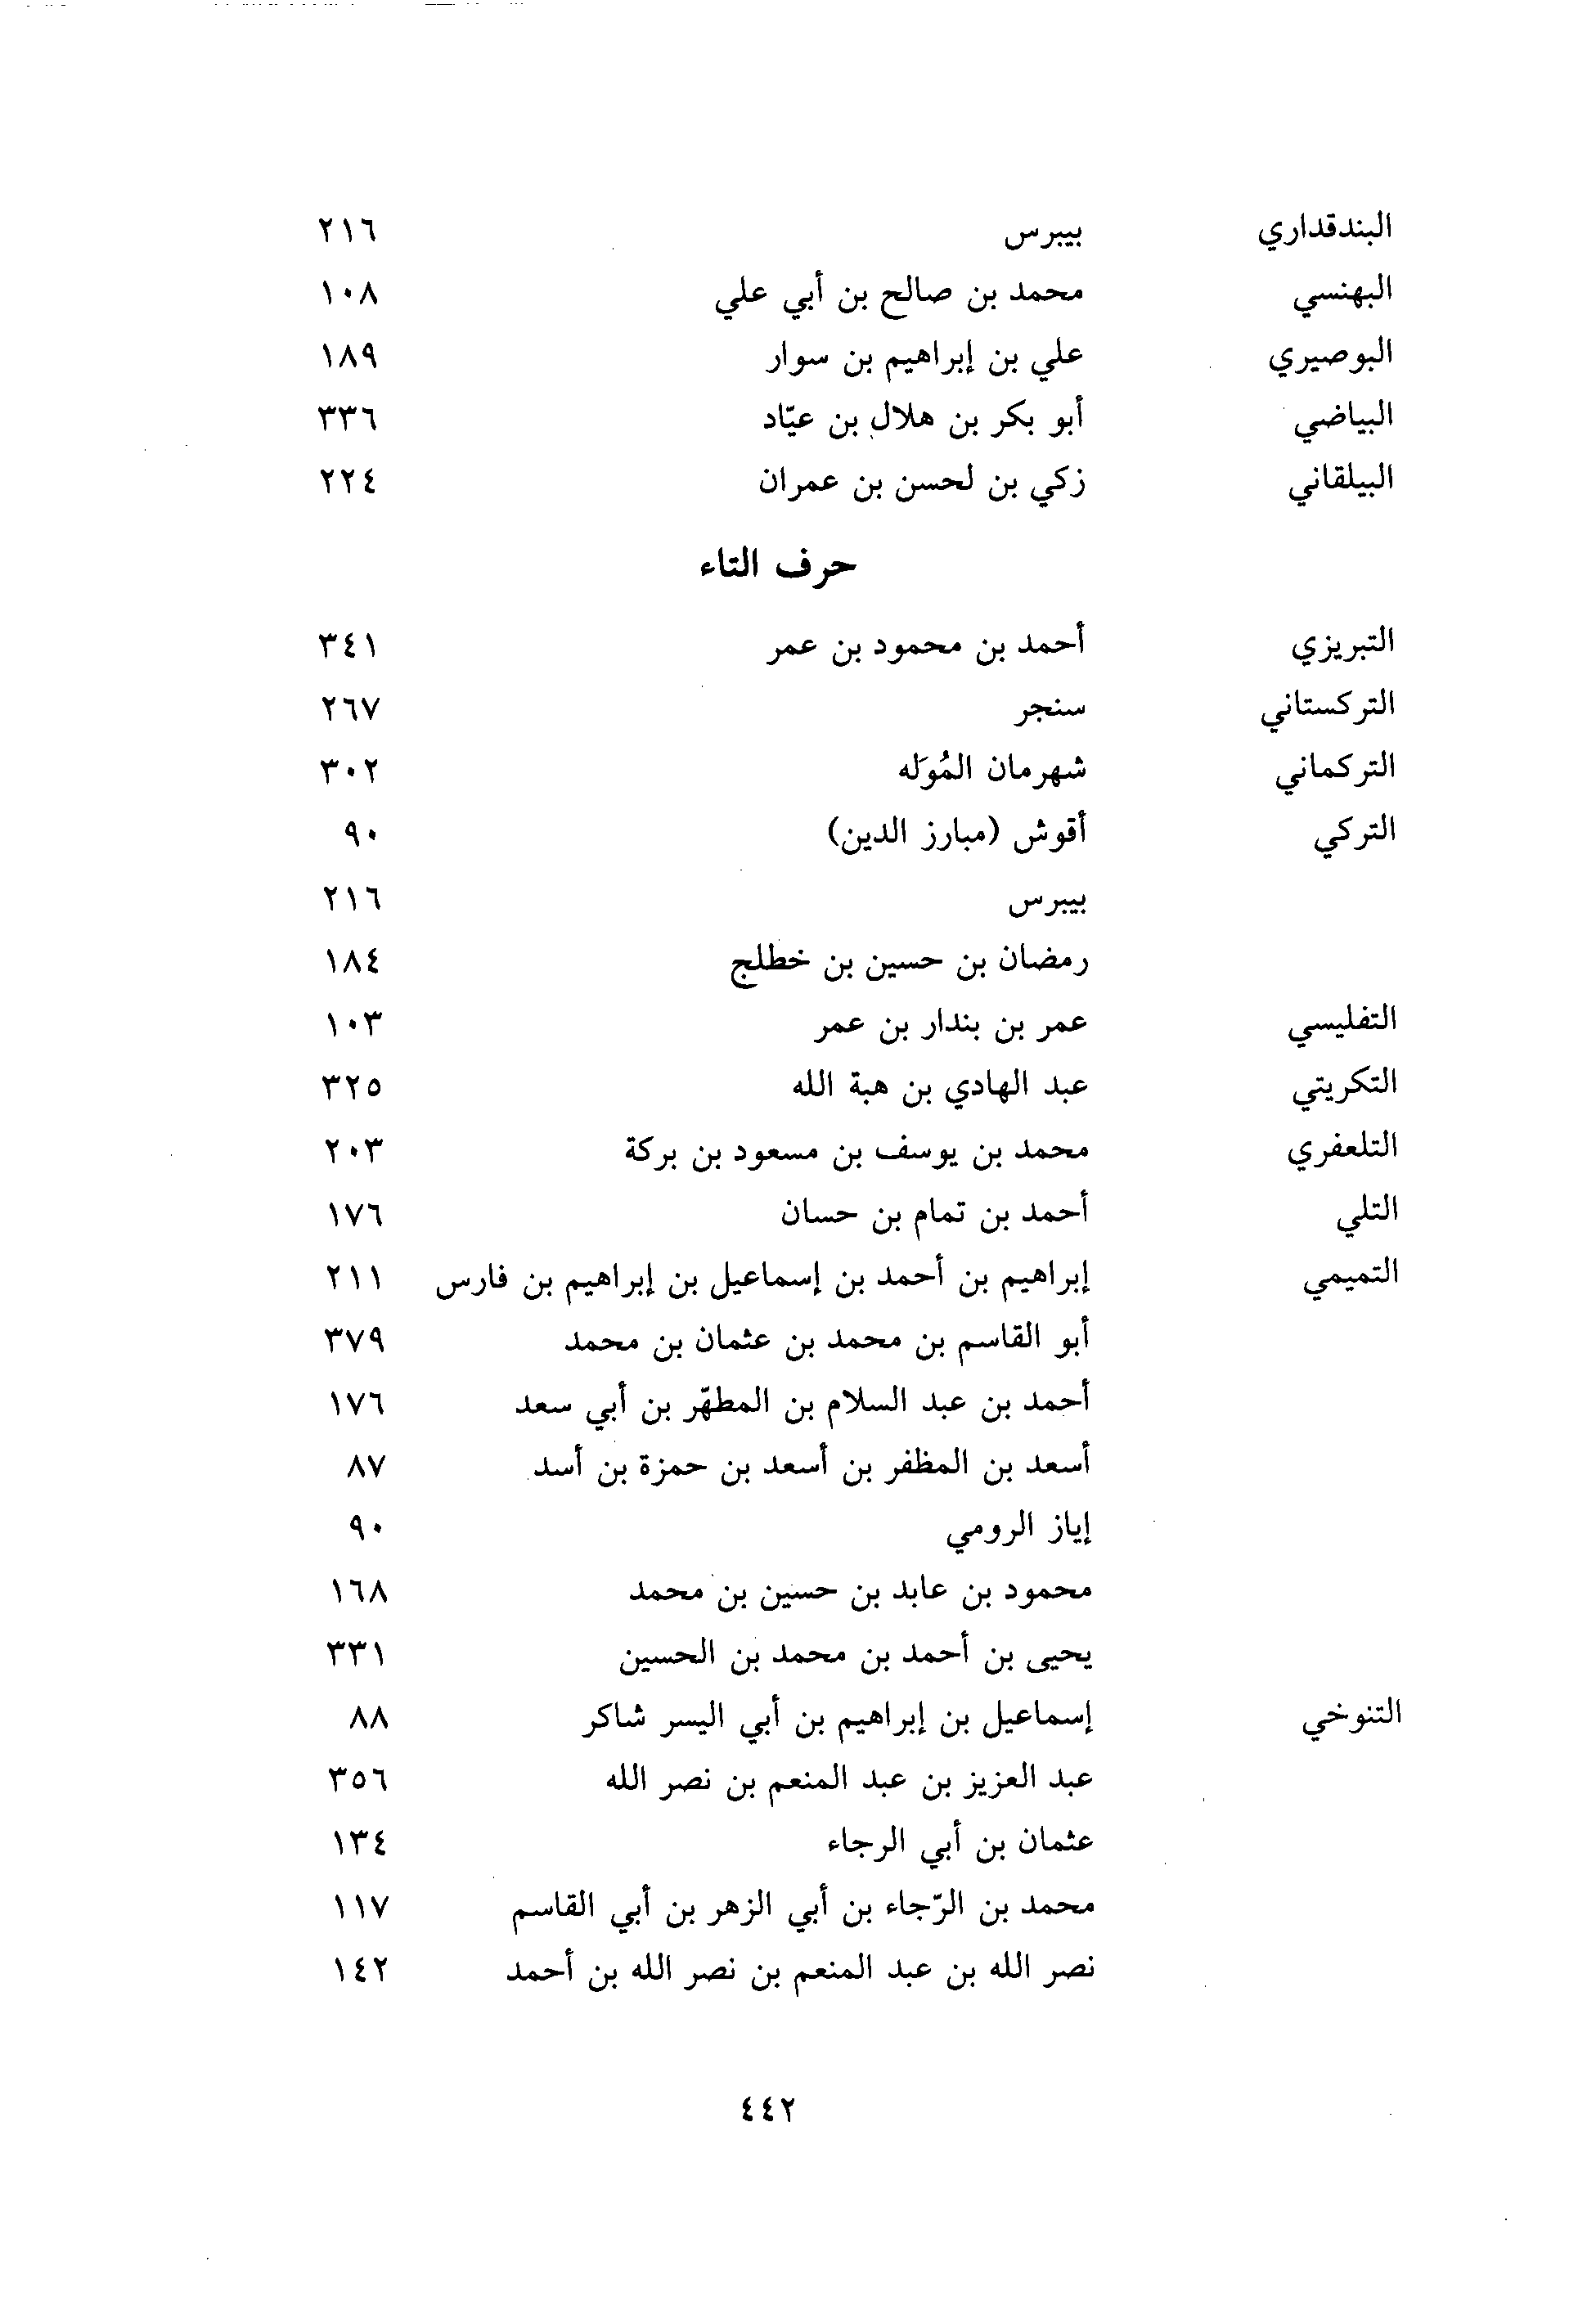 البندقداري بيبرس ٢١٦
البهنسي محمد بن صالح بن أبي علي ١٠٨
البوصيري علي بن إبراهيم بن سوار ١٨٩
البياضي أبو بكر بن هلال بن عيّاد ٣٣٦
البيلقاني زكي بن لحسن بن عمران ٢٢٤
حرف التاء
التبريزي أحمد بن محمود بن عمر ٣٤١
التركستاني سنجر ٢٦٧
التركماني شهرمان المُوَله ٣٠٢
التركي أقوش (مبارز الدين) ٩٠
بيبرس ٢١٦
رمضان بن حسين بن خطلج ١٨٤
التفليسي عمر بن بندار بن عمر ١٠٣
التكريتي عبد الهادي بن هبة الله ٣٢٥
التلعفري محمد بن يوسف بن مسعود بن بركة ٢٠٣
التلي أحمد بن تمام بن حسان ١٧٦
التميمي إبراهيم بن أحمد بن إسماعيل بن إبراهيم بن فارس ٢١١
أبو القاسم بن محمد بن عثمان بن محمد ٣٧٩
أحمد بن عبد السلام بن المطهّر بن أبي سعد ١٧٦
أسعد بن المظفر بن أسعد بن حمزة بن أسد ٨٧
إياز الرومي ٩٠
محمود بن عابد بن حسين بن محمد ١٦٨
يحيى بن أحمد بن محمد بن الحسين ٣٣١
التنوخي إسماعيل بن إبراهيم بن أبي اليسر شاكر ٨٨
عبد العزيز بن عبد المنعم بن نصر الله ٣٥٦
عثمان بن أبي الرجاء ١٣٤
محمد بن الرّجاء بن أبي الزهر بن أبي القاسم ١١٧
نصر الله بن عبد المنعم بن نصر الله بن أحمد ١٤٢
٤٤٢